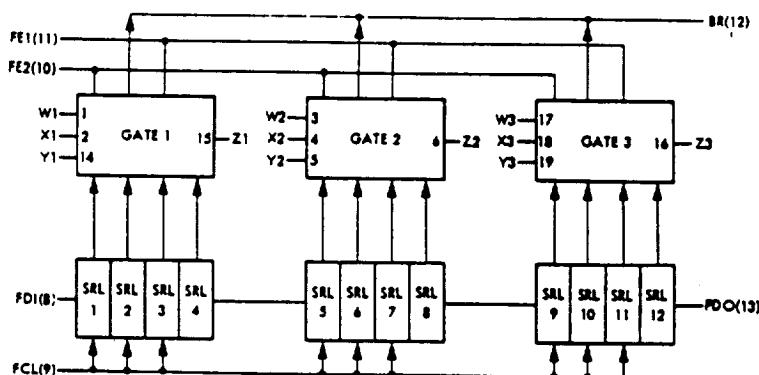 BR(12)
FE1(11)
FE2(10)
W1 1
X1 2 GATE 1 15 Z1
Y1 14
W2 3
X2 4 GATE 2 6 Z2
Y2 5
W3 17
X3 18 GATE 3 16 Z3
Y3 19
FDI(8) SRL 1 SRL 2 SRL 3 SRL 4 SRL 5 SRL 6 SRL 7 SRL 8 SRL 9 SRL 10 SRL 11 SRL 12 FDO(13)
FCL(9)